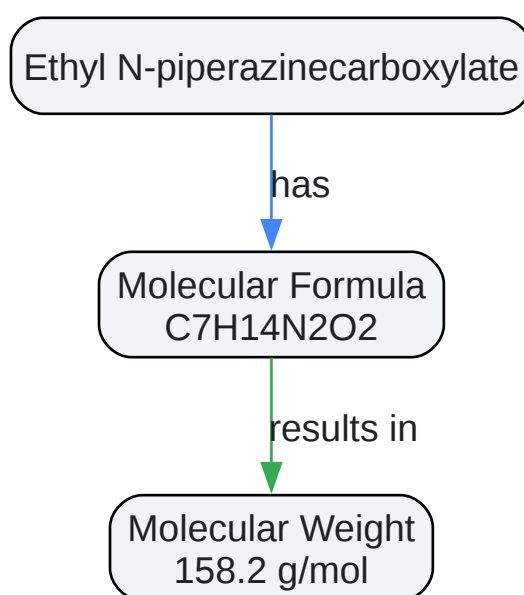 Ethyl N-piperazinecarboxylate
has
Molecular Formula
C7H14N2O2
results in
Molecular Weight
158.2 g/mol